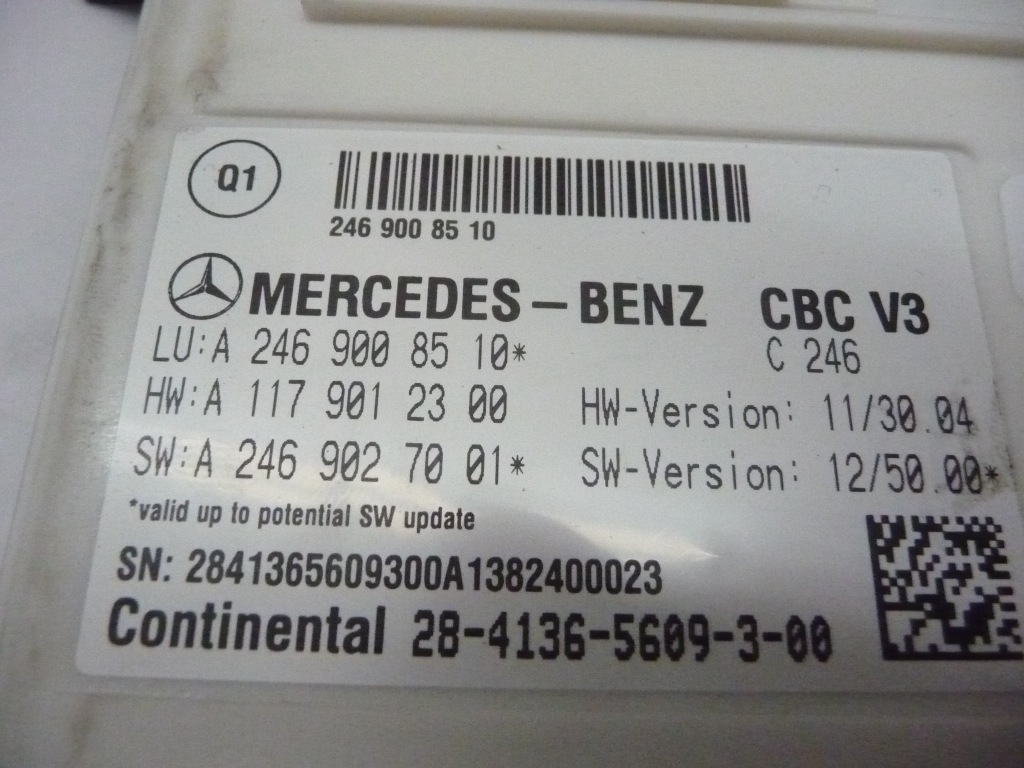 Q1
246 900 85 10
MERCEDES-BENZ CBC V3
LU:A 246 900 85 10* C 246
HW:A 117 901 23 00 HW-Version: 11/30.04
SW:A 246 902 70 01* SW-Version: 12/50.00*
*valid up to potential SW update
SN: 2841365609300A1382400023
Continental 28-4136-5609-3-00